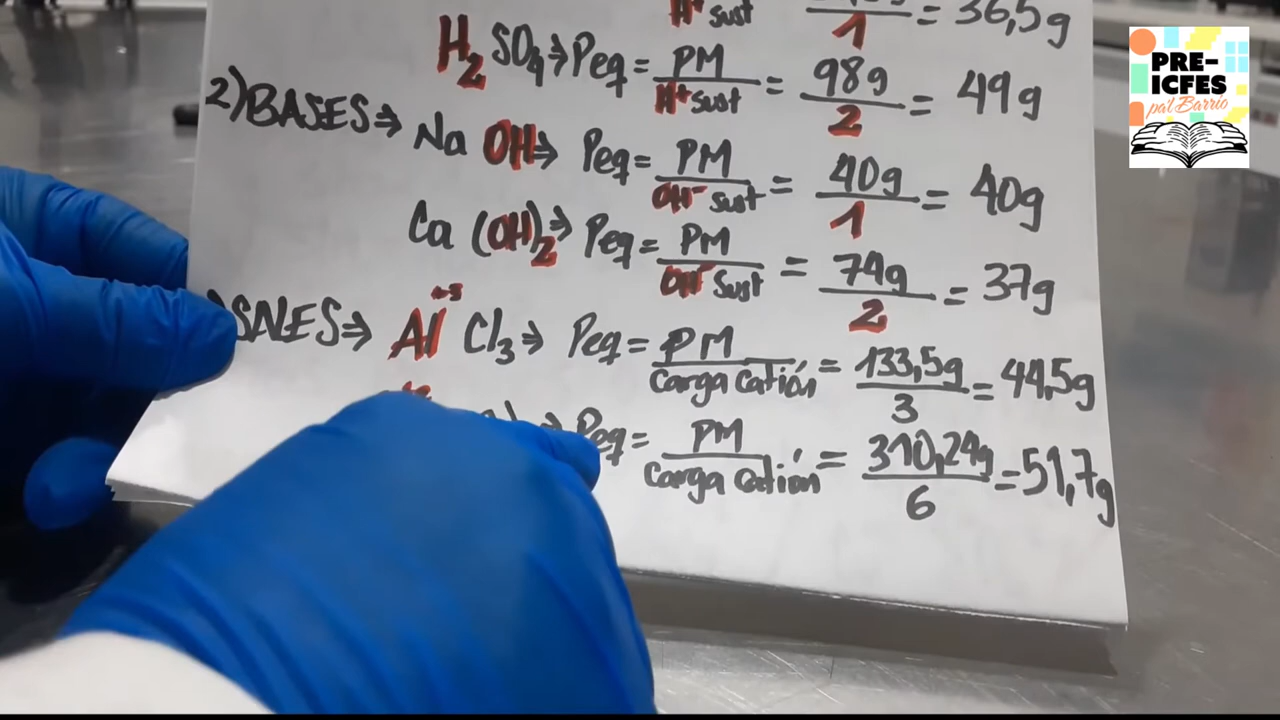 H⁺ sust 1 = 36,5g
H₂SO₄ ⇒ Peq = PM / H⁺ sust = 98g / 2 = 49g
2) BASES ⇒ NaOH ⇒ Peq = PM / OH⁻ sust = 40g / 1 = 40g
Ca(OH)₂ ⇒ Peq = PM / OH⁻ sust = 74g / 2 = 37g
) SALES ⇒ Al⁺³Cl₃ ⇒ Peq = PM / carga catión = 133,5g / 3 = 44,5g
Peq = PM / carga catión = 310,24g / 6 = 51,7g
PRE-
ICFES
pa'l Barrio